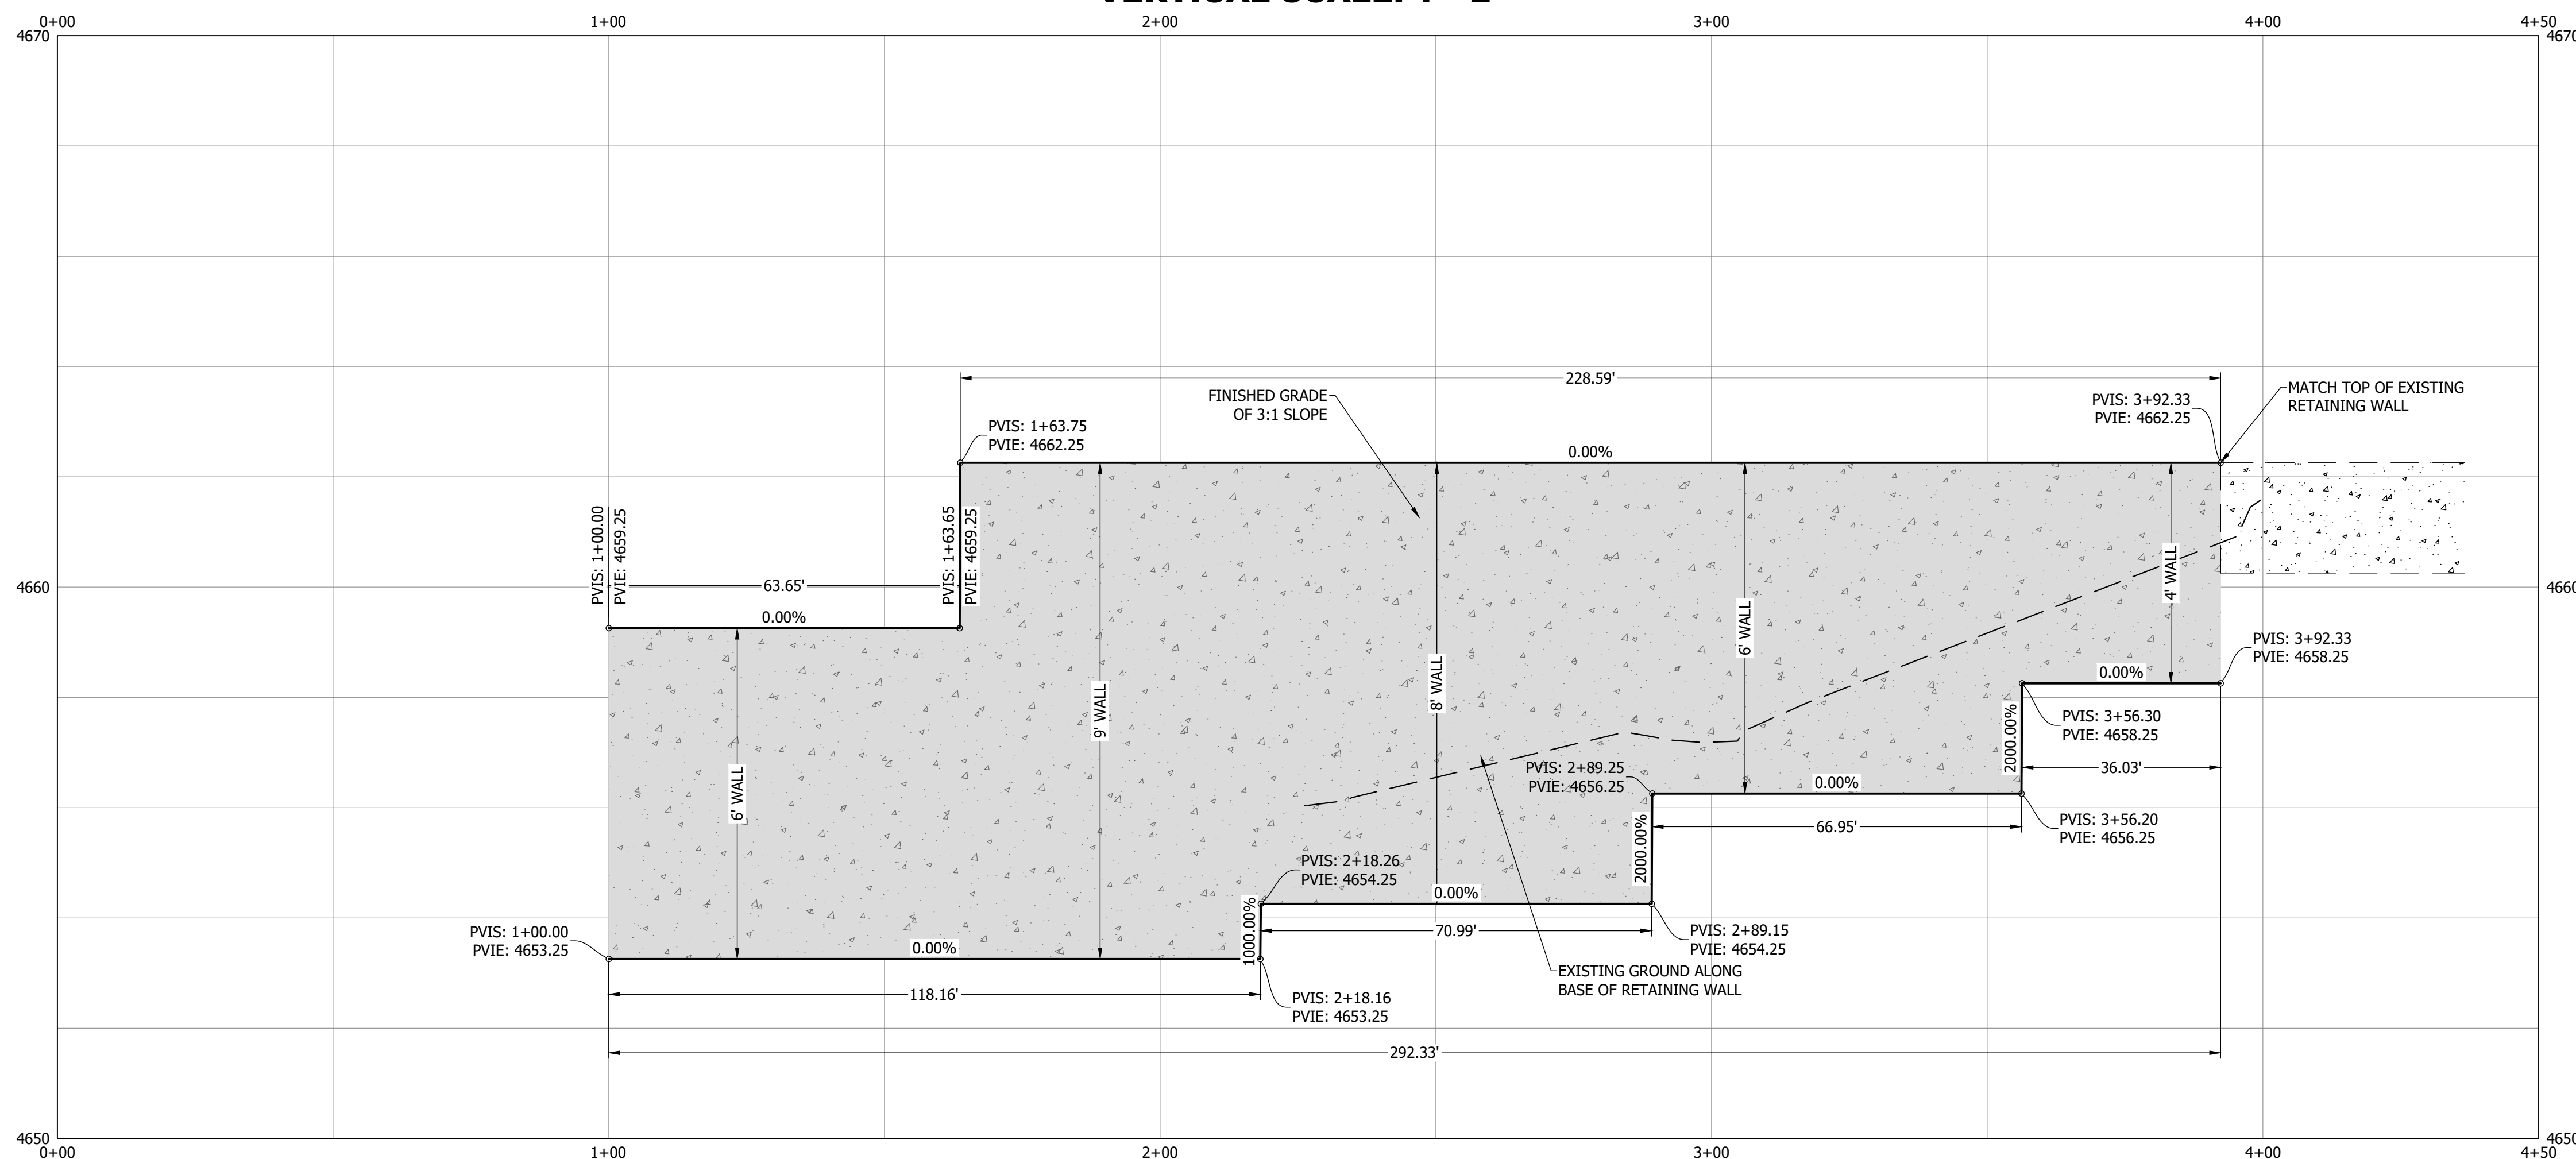 0+00 1+00 2+00 3+00 4+00 4+50
4670
228.59'
FINISHED GRADE
OF 3:1 SLOPE
MATCH TOP OF EXISTING
RETAINING WALL
PVIS: 3+92.33
PVIE: 4662.25
PVIS: 1+63.75
PVIE: 4662.25
0.00%
PVIS: 1+00.00
PVIE: 4659.25
63.65'
0.00%
PVIS: 1+63.65
PVIE: 4659.25
4660
4660
6' WALL
9' WALL
8' WALL
6' WALL
4' WALL
PVIS: 3+92.33
PVIE: 4658.25
0.00%
2000.00%
PVIS: 3+56.30
PVIE: 4658.25
36.03'
PVIS: 2+89.25
PVIE: 4656.25
0.00%
66.95'
PVIS: 3+56.20
PVIE: 4656.25
2000.00%
PVIS: 2+18.26
PVIE: 4654.25
0.00%
1000.00%
70.99'
PVIS: 2+89.15
PVIE: 4654.25
PVIS: 1+00.00
PVIE: 4653.25
0.00%
118.16'
PVIS: 2+18.16
PVIE: 4653.25
EXISTING GROUND ALONG
BASE OF RETAINING WALL
292.33'
4650
4650
0+00 1+00 2+00 3+00 4+00 4+50